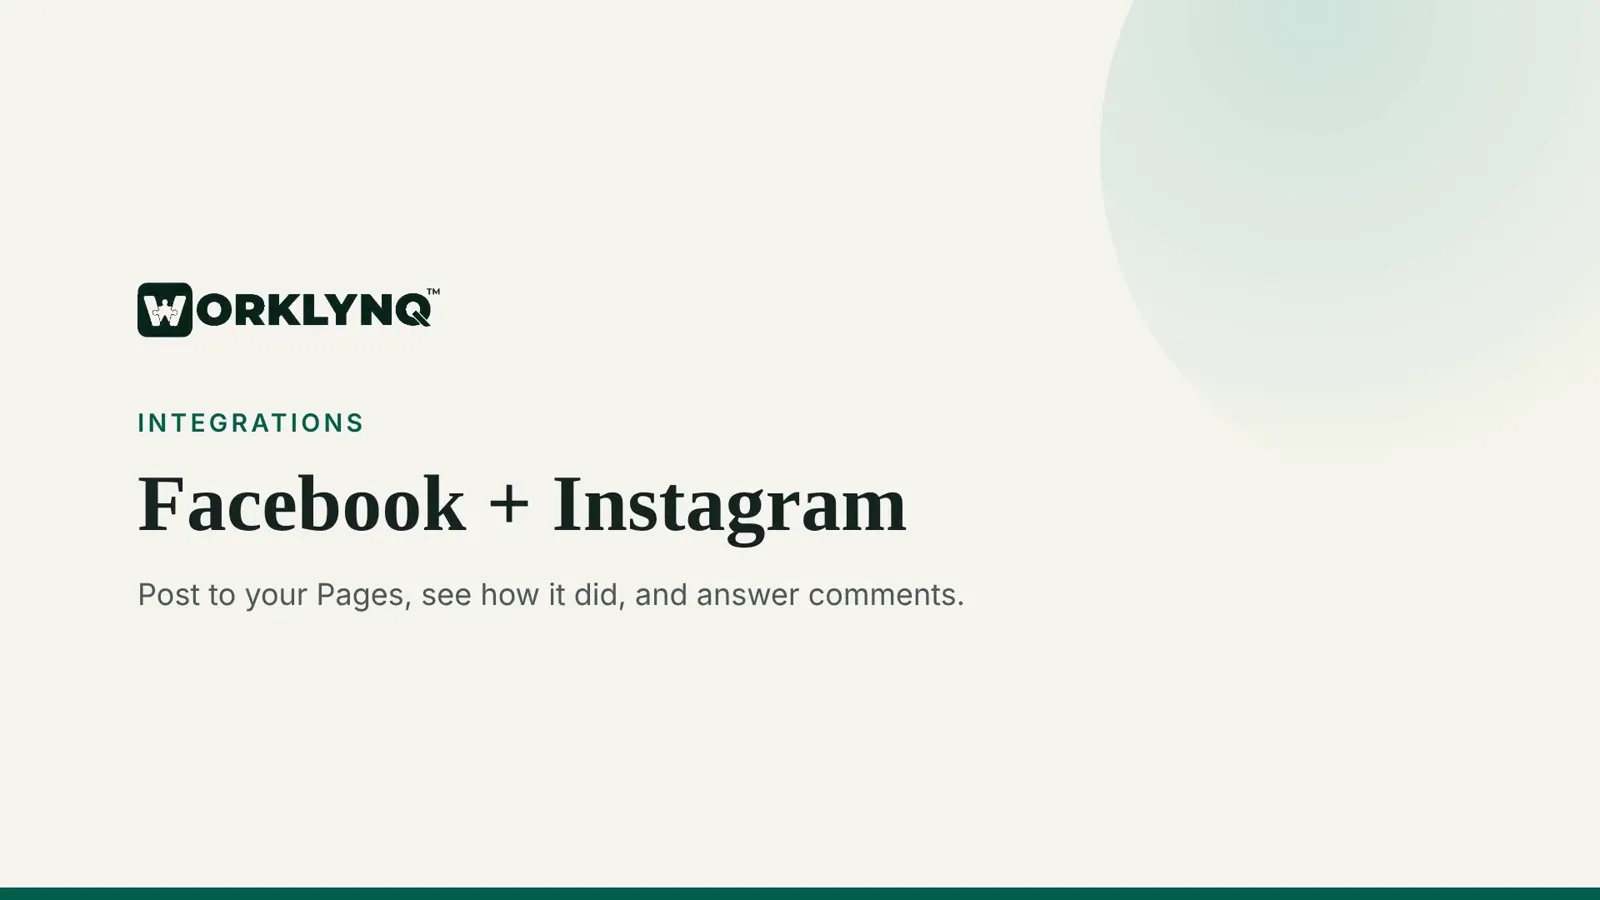 WORKLYNQ™
INTEGRATIONS
Facebook + Instagram
Post to your Pages, see how it did, and answer comments.